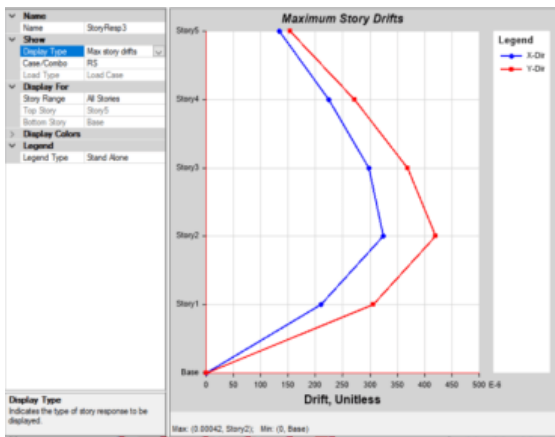 Name
Name StoryResp3
Show
Display Type Max story drifts
Case/Combo RS
Load Type Load Case
Display For
Story Range All Stories
Top Story Story5
Bottom Story Base
Display Colors
Legend
Legend Type Stand Alone
Display Type
Indicates the type of story response to be
displayed.
Maximum Story Drifts
Story5
Story4
Story3
Story2
Story1
Base
0 50 100 150 200 250 300 350 400 450 500 E-6
Drift, Unitless
Legend
X-Dir
Y-Dir
Max: (0.00042, Story2); Min: (0, Base)